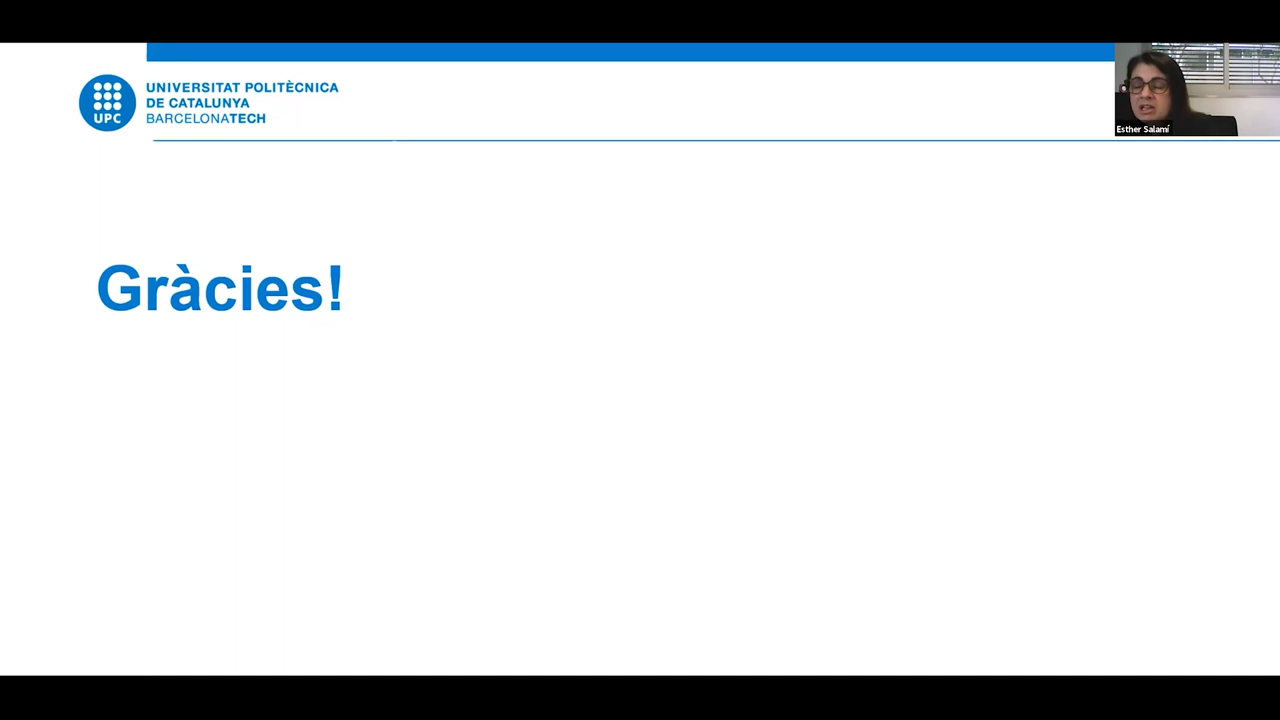 UPC
UNIVERSITAT POLITÈCNICA
DE CATALUNYA
BARCELONATECH
Esther Salamí
Gràcies!